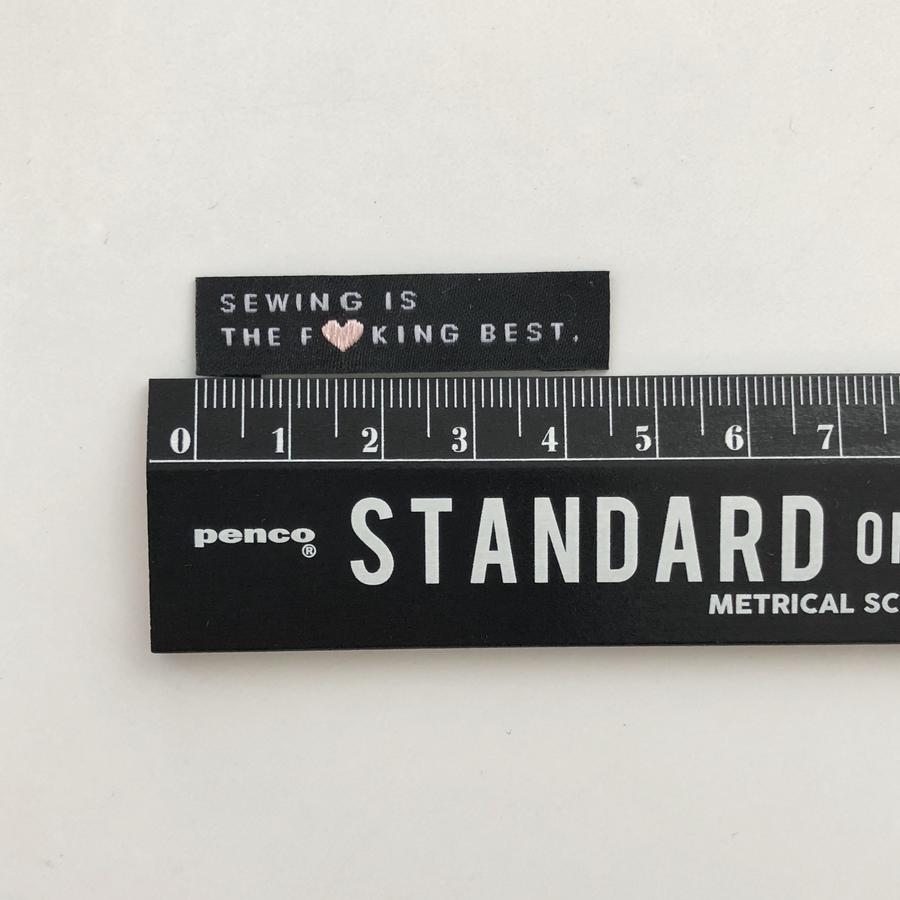 SEWING IS
THE F♥KING BEST.
0 1 2 3 4 5 6 7
penco®
STANDARD
METRICAL SC